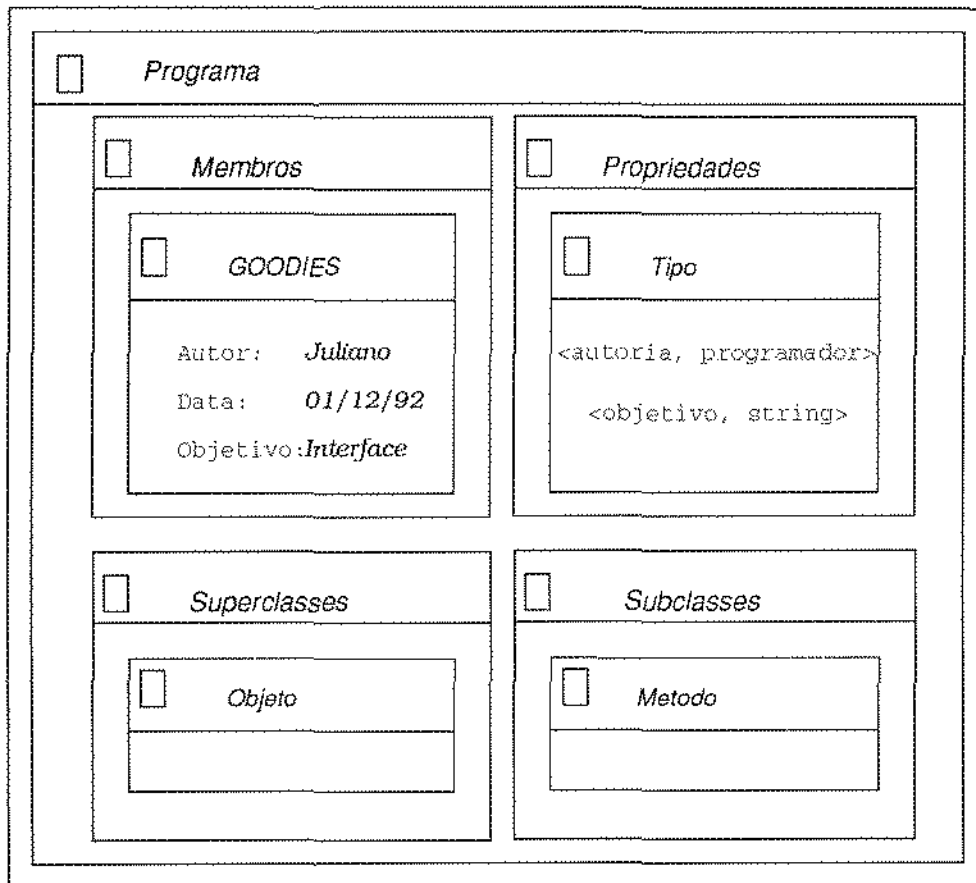 Programa
Membros
GOODIES
Autor: Juliano
Data: 01/12/92
Objetivo: Interface
Propriedades
Tipo
<autoria, programador>
<objetivo, string>
Superclasses
Objeto
Subclasses
Metodo